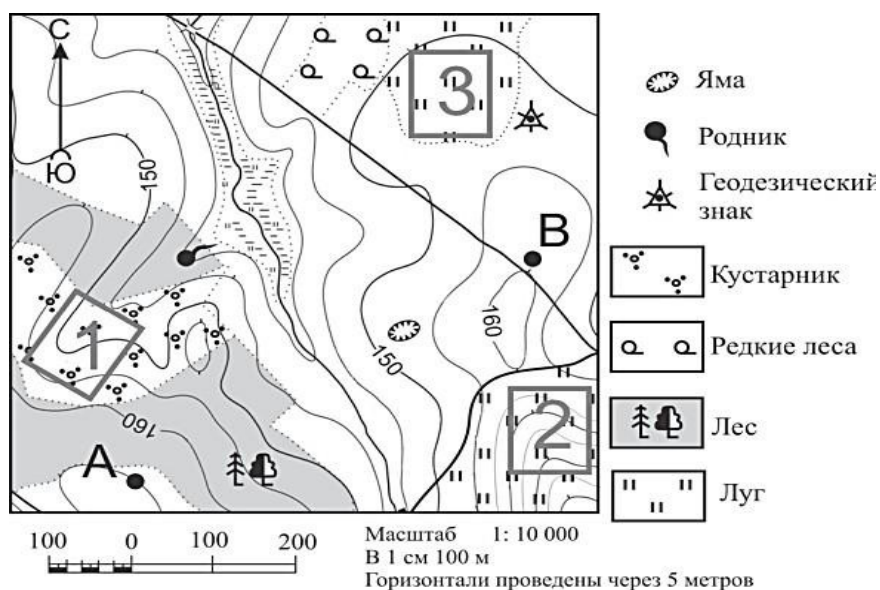 С
Ю
150
3
В
160
1
150
160
2
А
Яма
Родник
Геодезический
знак
Кустарник
Редкие леса
Лес
Луг
100 0 100 200
Масштаб 1: 10 000
В 1 см 100 м
Горизонтали проведены через 5 метров